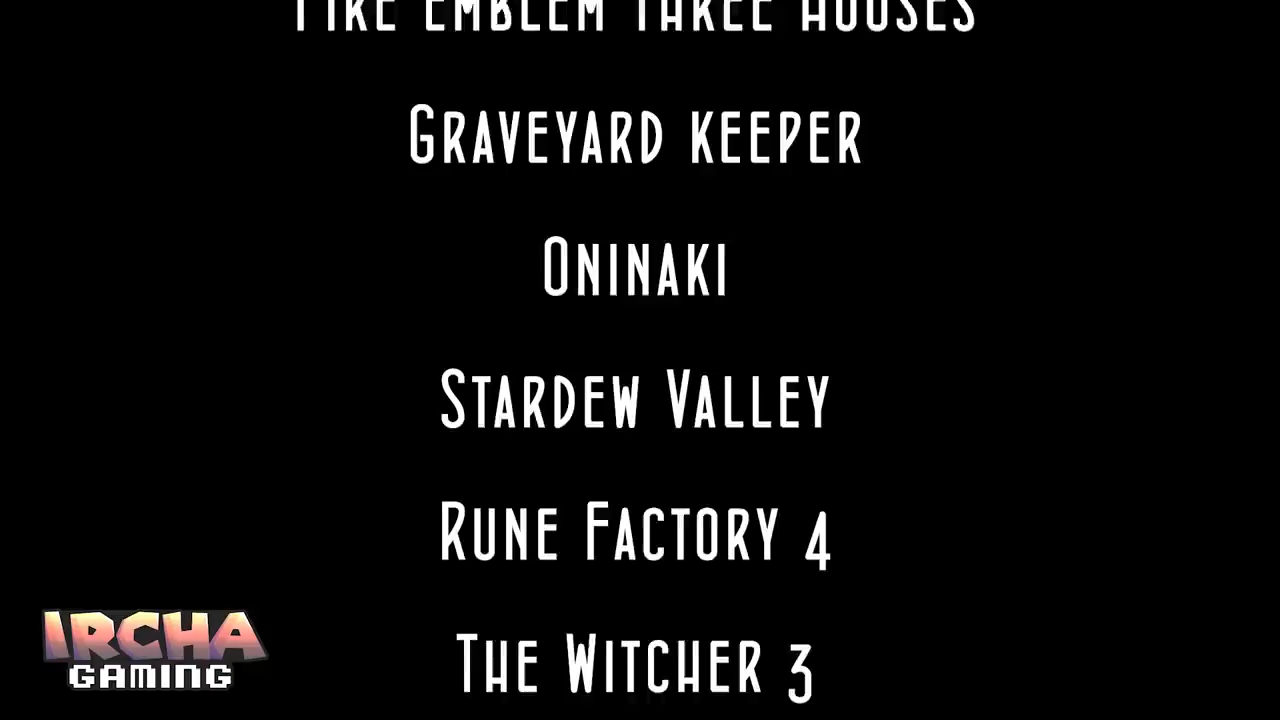 Fire Emblem Three Houses
Graveyard keeper
Oninaki
Stardew Valley
Rune Factory 4
The Witcher 3
IRCHA
GAMING